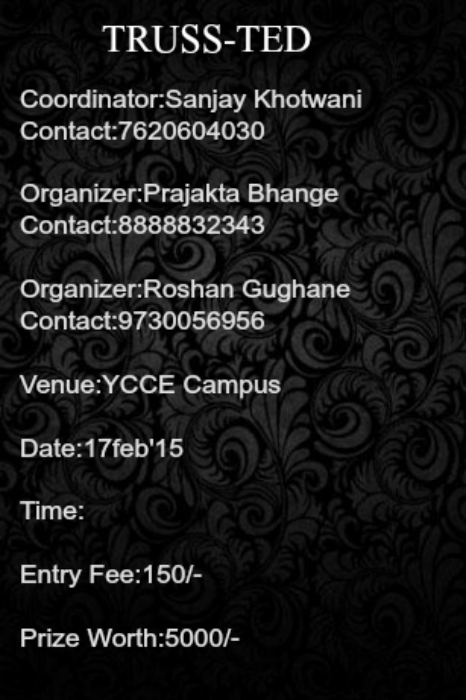 TRUSS-TED
Coordinator:Sanjay Khotwani
Contact:7620604030
Organizer:Prajakta Bhange
Contact:8888832343
Organizer:Roshan Gughane
Contact:9730056956
Venue:YCCE Campus
Date:17feb'15
Time:
Entry Fee:150/-
Prize Worth:5000/-